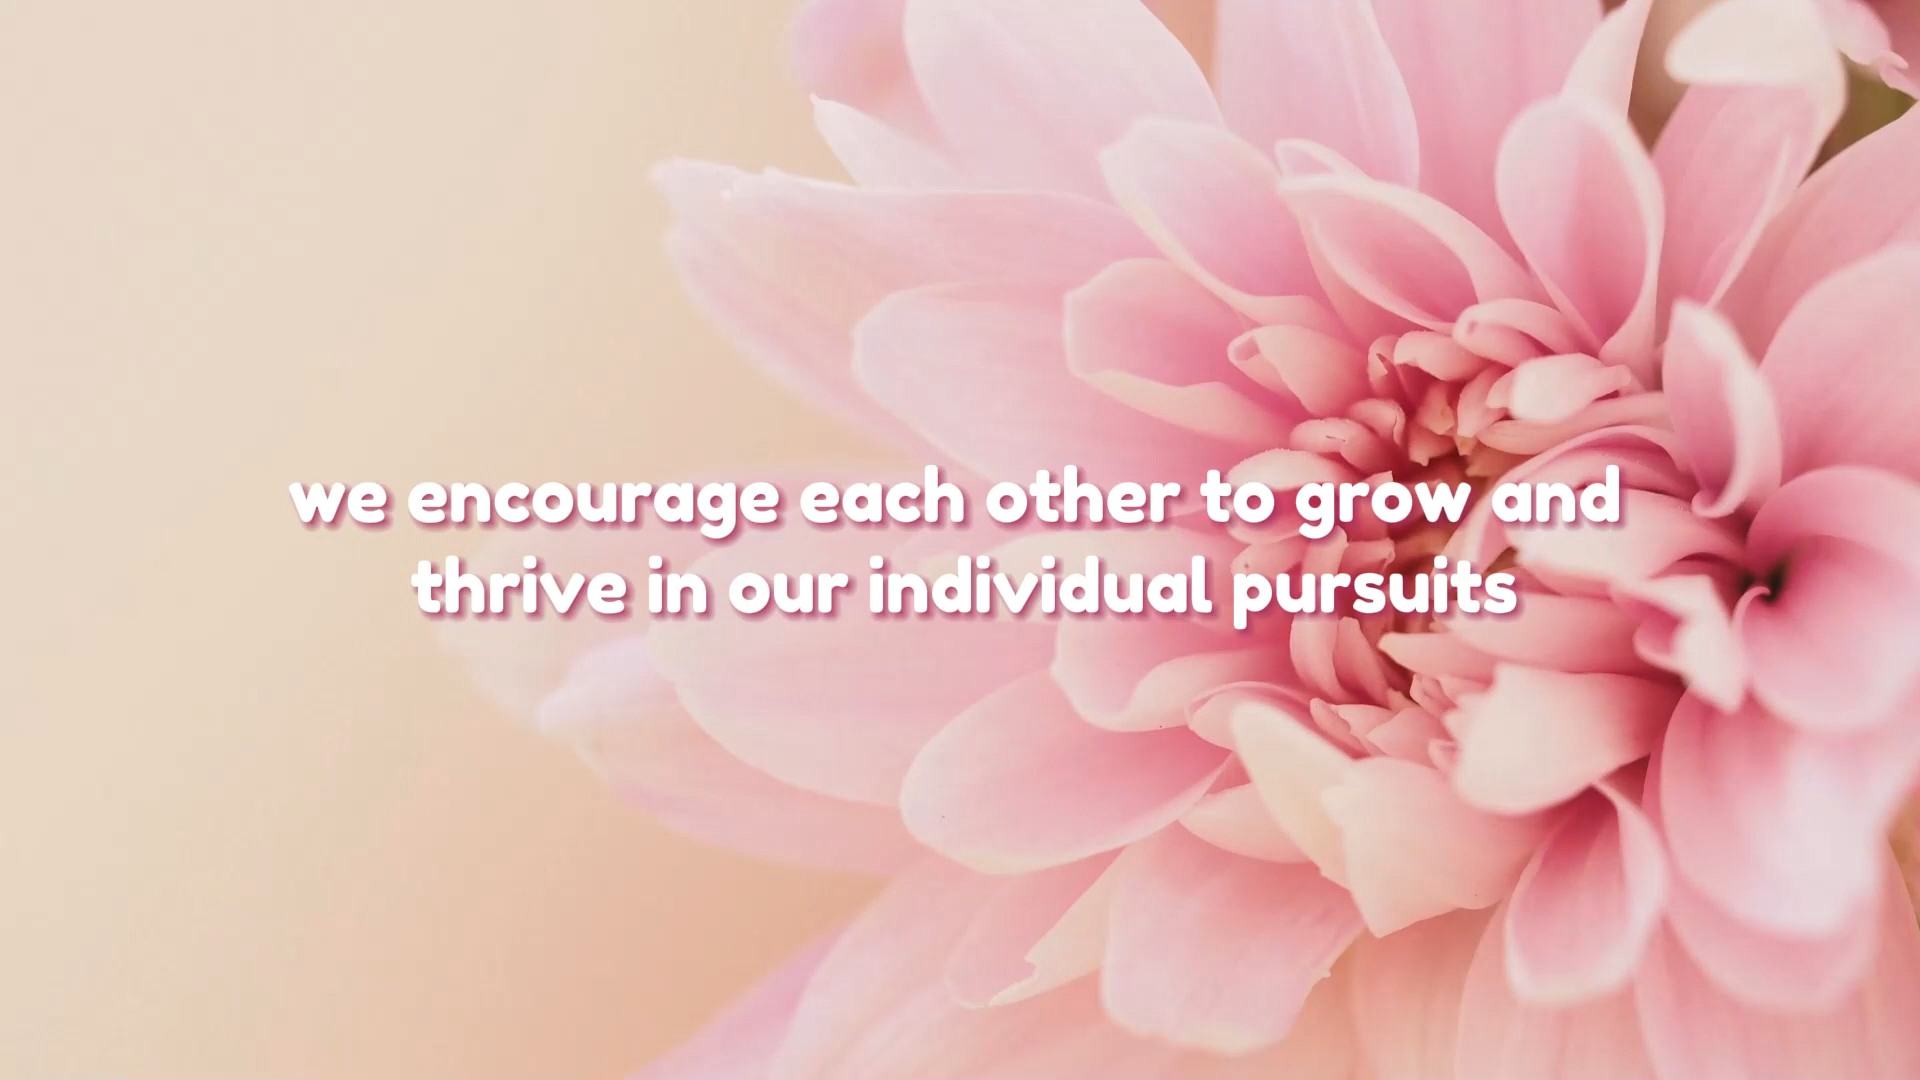 we encourage each other to grow and
thrive in our individual pursuits